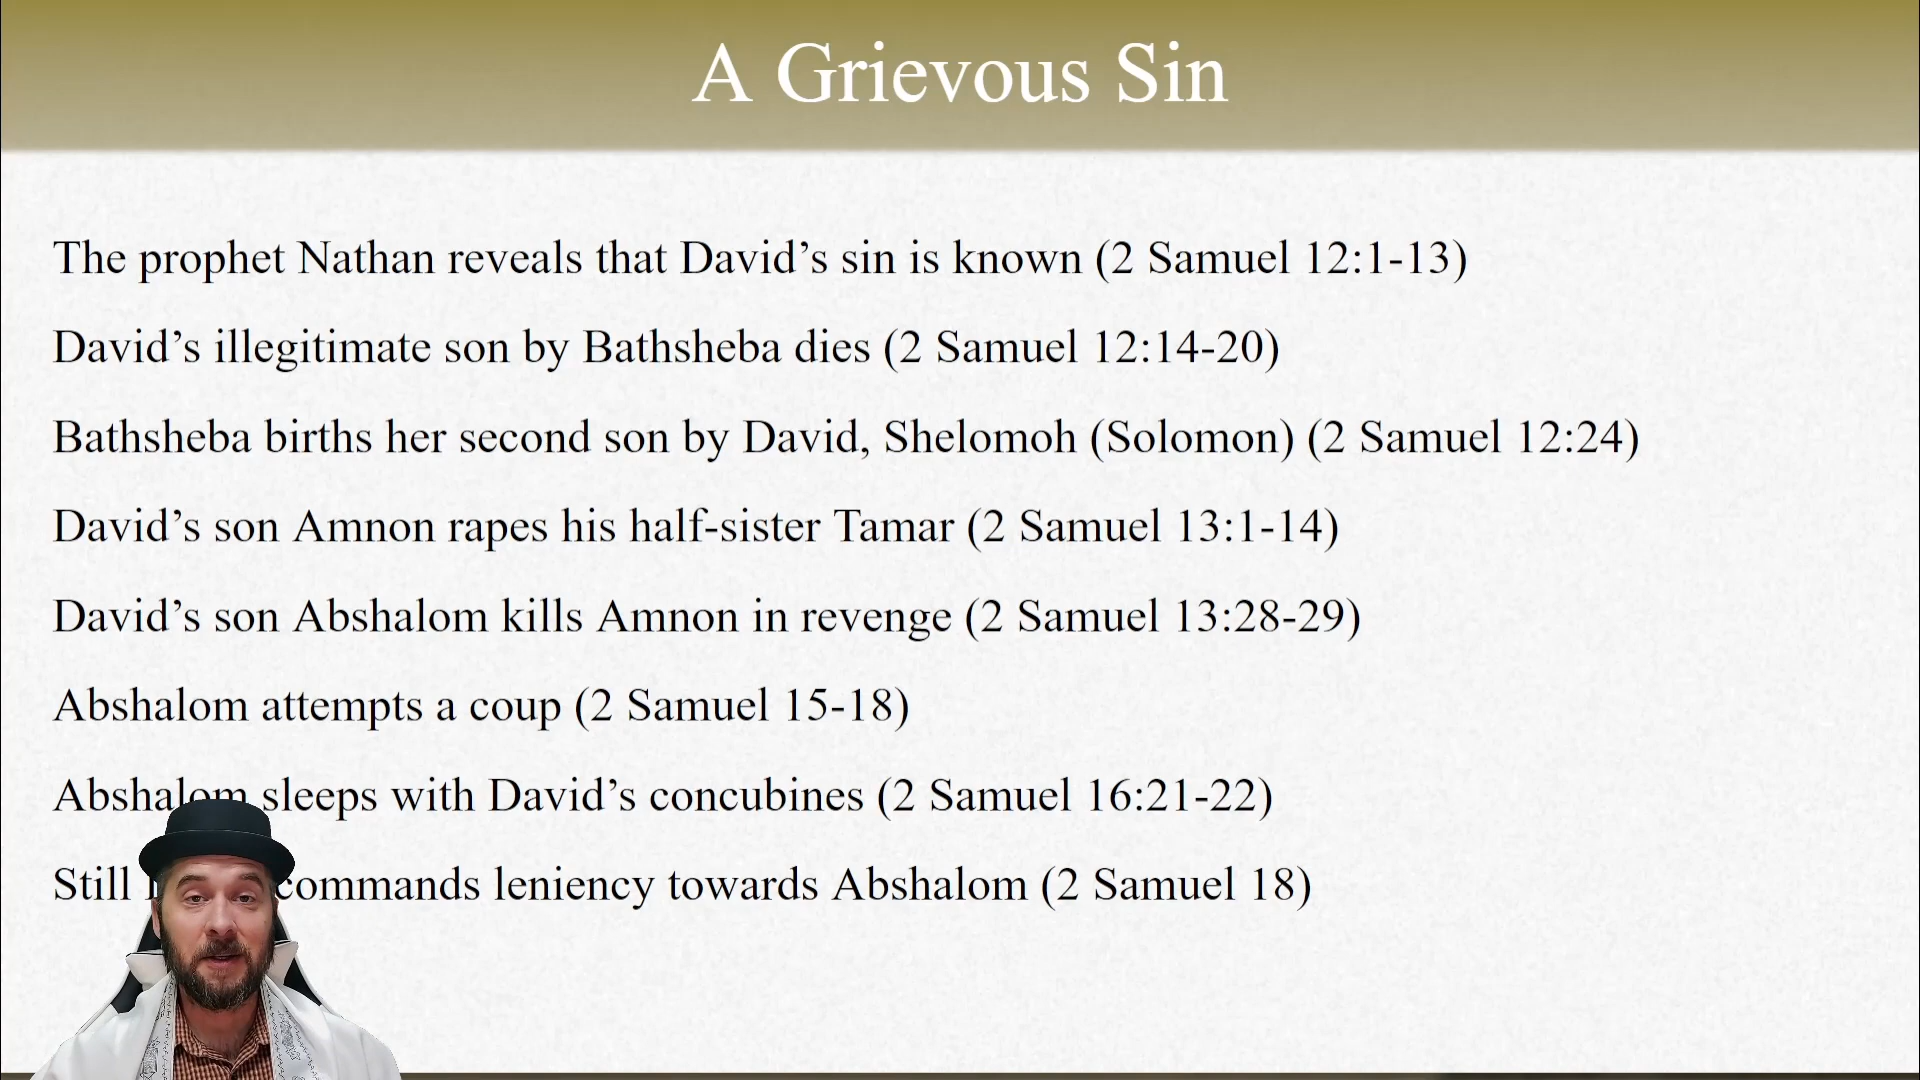 A Grievous Sin
The prophet Nathan reveals that David’s sin is known (2 Samuel 12:1-13)
David’s illegitimate son by Bathsheba dies (2 Samuel 12:14-20)
Bathsheba births her second son by David, Shelomoh (Solomon) (2 Samuel 12:24)
David’s son Amnon rapes his half-sister Tamar (2 Samuel 13:1-14)
David’s son Abshalom kills Amnon in revenge (2 Samuel 13:28-29)
Abshalom attempts a coup (2 Samuel 15-18)
Abshalom sleeps with David’s concubines (2 Samuel 16:21-22)
Still commands leniency towards Abshalom (2 Samuel 18)